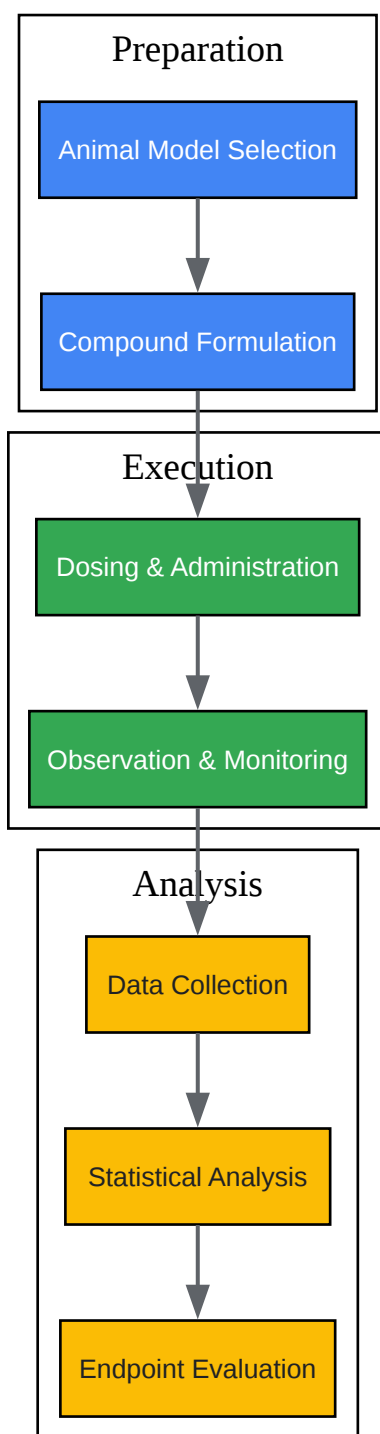 Preparation
Animal Model Selection
Compound Formulation
Execution
Dosing & Administration
Observation & Monitoring
Analysis
Data Collection
Statistical Analysis
Endpoint Evaluation